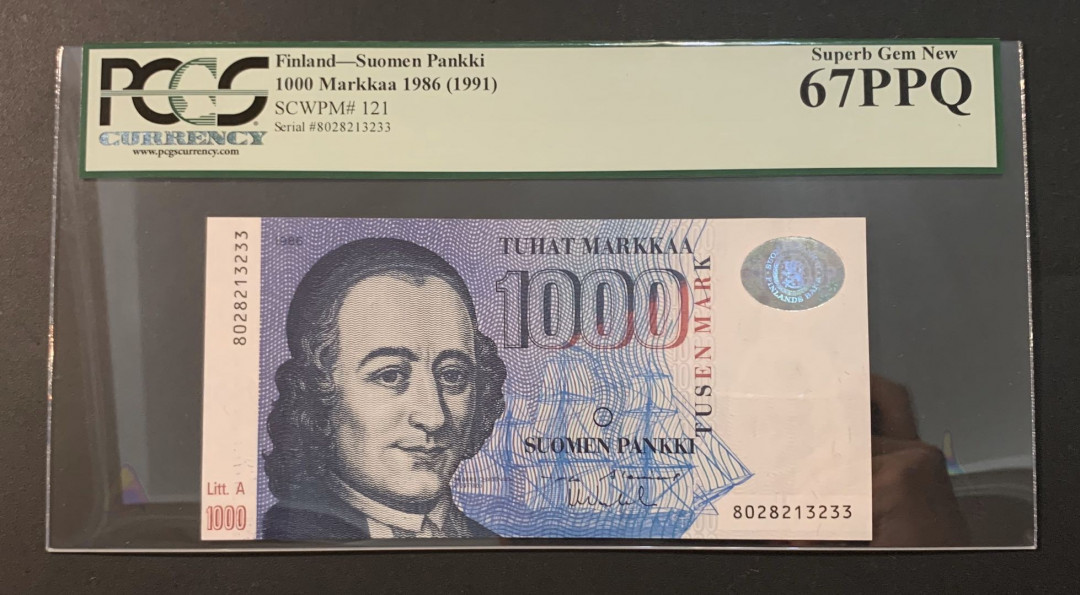 PCGS
CURRENCY
www.pcgscurrency.com
Finland—Suomen Pankki
1000 Markkaa 1986 (1991)
SCWPM# 121
Serial #8028213233
Superb Gem New
67PPQ
8028213233
1986
TUHAT MARKKAA
1000
TUSEN MARK
SUOMEN PANKKI
Litt. A
1000
8028213233